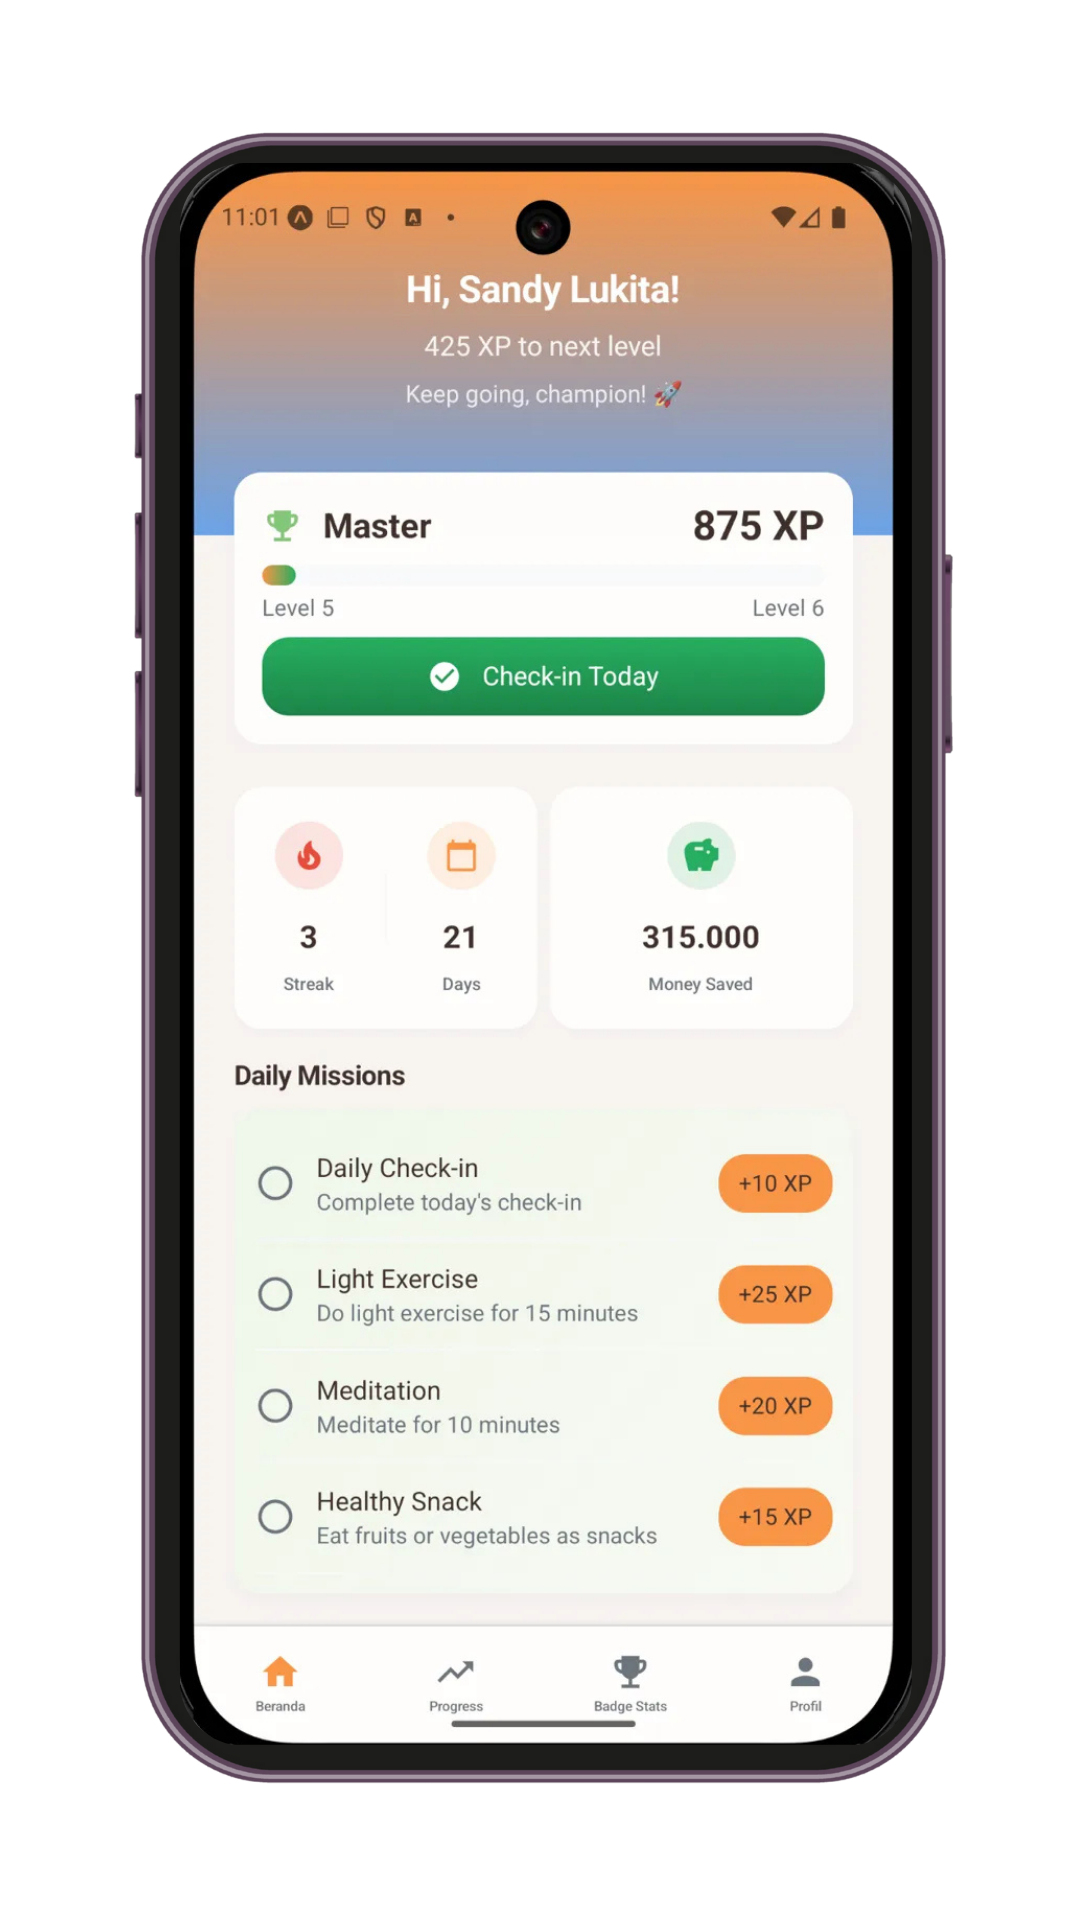 11:01
Hi, Sandy Lukita!
425 XP to next level
Keep going, champion! 🚀
Master 875 XP
Level 5 Level 6
Check-in Today
3 21 315.000
Streak Days Money Saved
Daily Missions
Daily Check-in
Complete today's check-in
+10 XP
Light Exercise
Do light exercise for 15 minutes
+25 XP
Meditation
Meditate for 10 minutes
+20 XP
Healthy Snack
Eat fruits or vegetables as snacks
+15 XP
Beranda Progress Badge Stats Profil